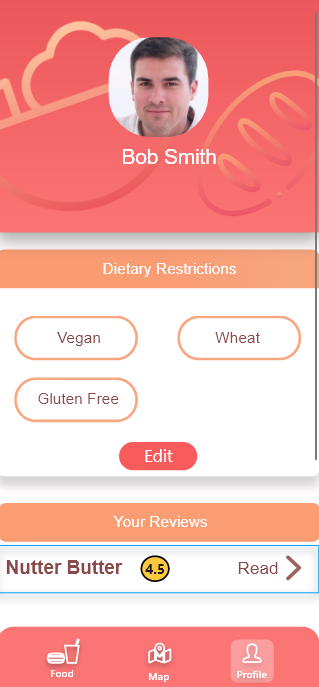 Bob Smith
Dietary Restrictions
Vegan Wheat
Gluten Free
Edit
Your Reviews
Nutter Butter 4.5 Read
Food Map Profile